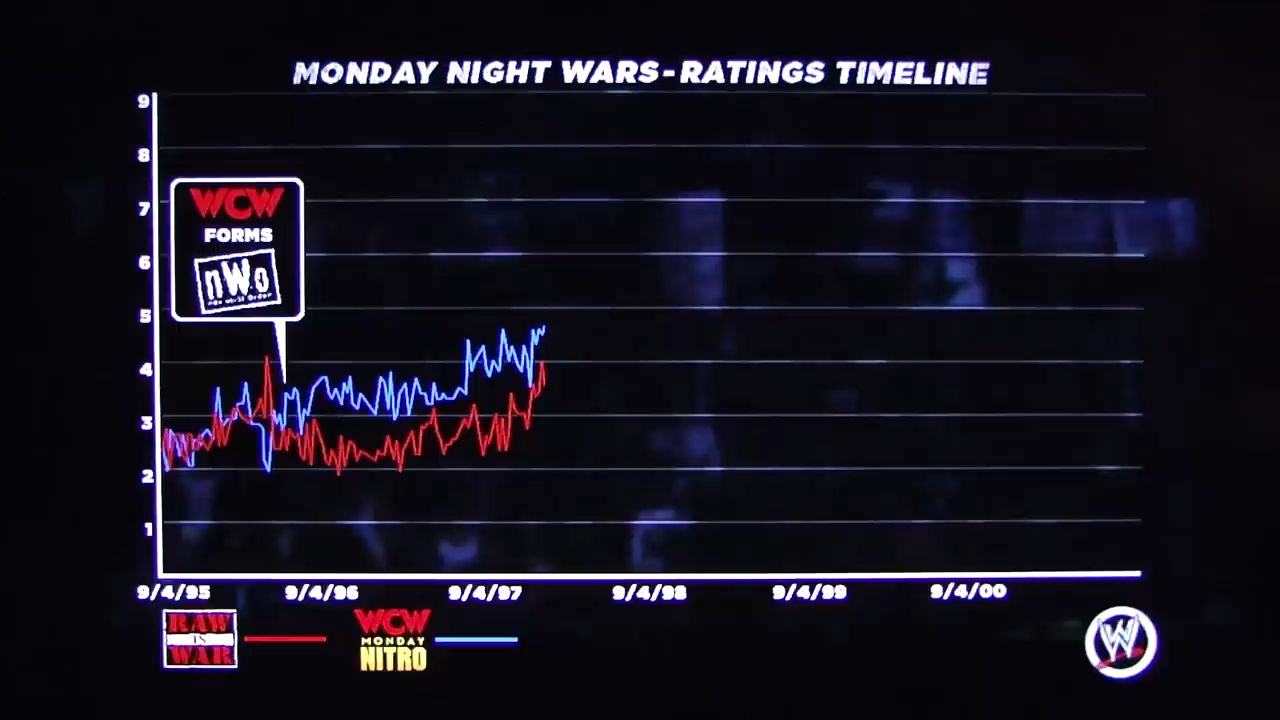 MONDAY NIGHT WARS-RATINGS TIMELINE
9
8
7
6
5
4
3
2
1
WCW
FORMS
nWo
9/4/95 9/4/96 9/4/97 9/4/98 9/4/99 9/4/00
RAW
IS
WAR
WCW
MONDAY
NITRO
W